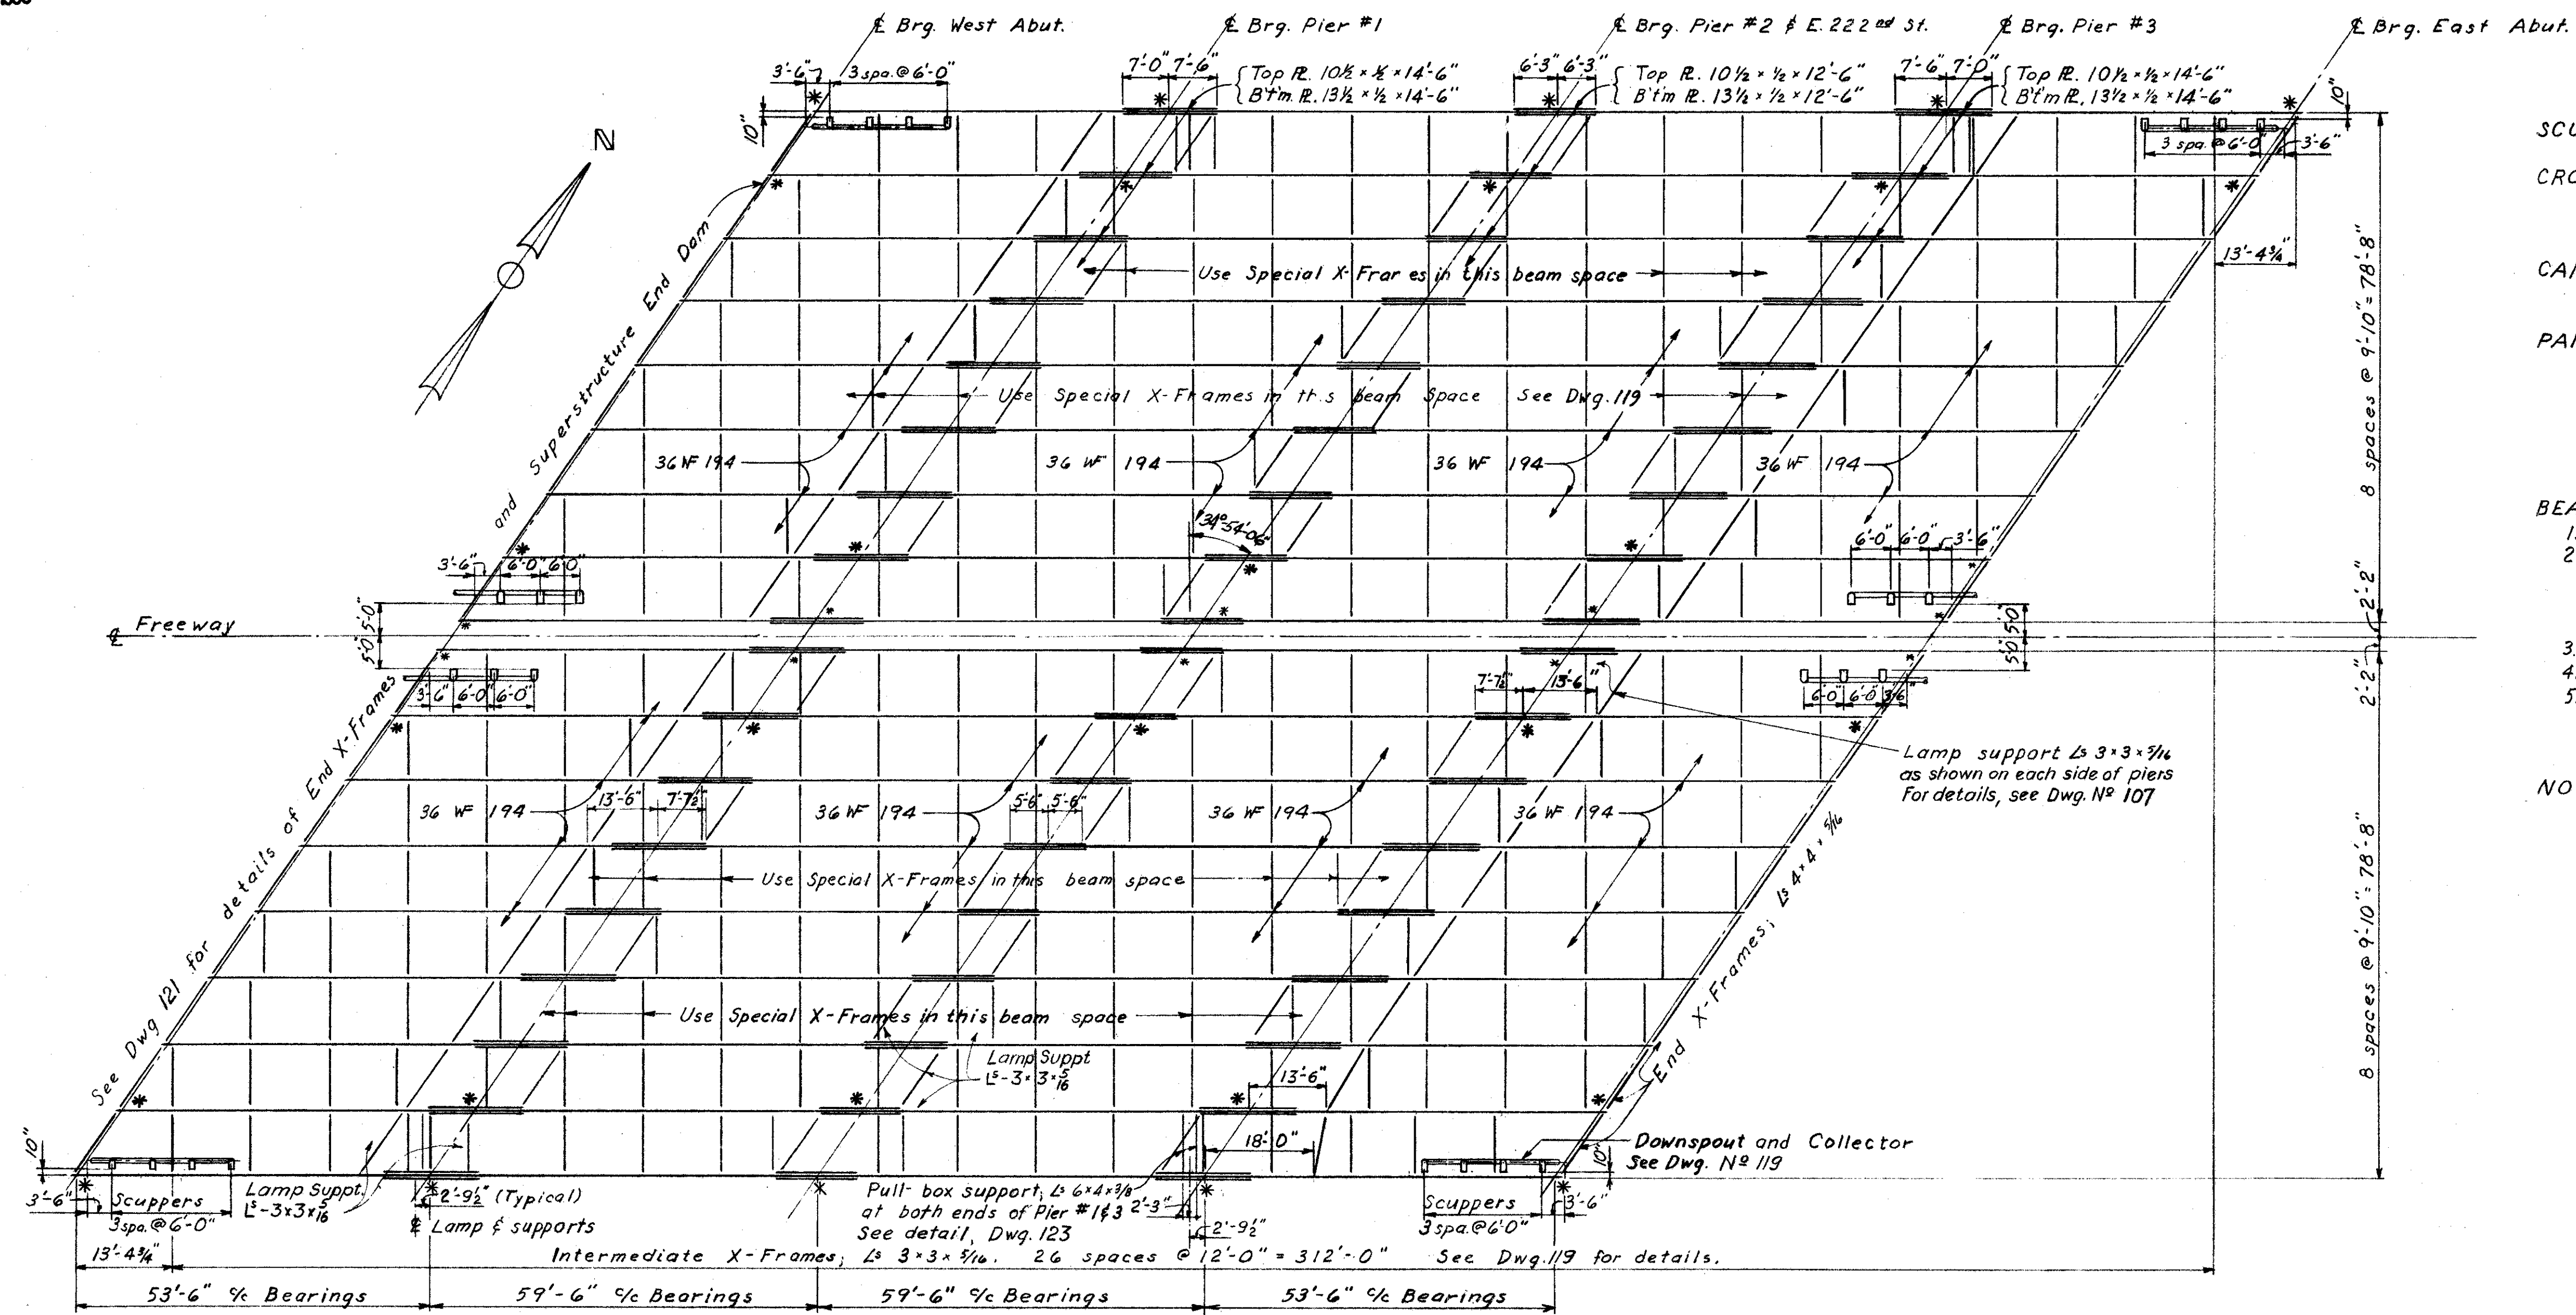 ℄ Brg. West Abut.
℄ Brg. Pier #1
℄ Brg. Pier #2 & E. 222nd St.
℄ Brg. Pier #3
℄ Brg. East Abut.
3'-6"
3 spa. @ 6'-0"
7'-0" 7'-6"
Top PL. 10½ x ½ x 14'-6"
B't'm PL. 13½ x ½ x 14'-6"
6'-3" 6'-3"
Top PL. 10½ x ½ x 12'-6"
B't'm PL. 13½ x ½ x 12'-6"
7'-6" 7'-0"
Top PL. 10½ x ½ x 14'-6"
B't'm PL. 13½ x ½ x 14'-6"
10"
10"
N
3 spa. @ 6'-0"
3'-6"
SCU
CRO
13'-4¾"
CAI
PAI
Use Special X-Fra es in this beam space
8 spaces @ 9'-10" = 78'-8"
and Superstructure End Dam
Use Special X-Frames in th.s beam Space See Dwg. 119
36 WF 194
36 WF 194
36 WF 194
36 WF 194
34°-54'-06"
BEA
1.
2
3.
4.
5.
NO
3'-6" 6'-0" 6'-0"
6'-0" 6'-0" 3'-6"
5'-0" 5'-0"
℄ Freeway
2'-2"
2'-2"
5'-0" 5'-0"
3'-6" 6'-0" 6'-0"
7'-7½" 13'-6"
6'-0" 6'-0" 3'-6"
Lamp support Ls 3 x 3 x 5/16
as shown on each side of piers
For details, see Dwg. Nº 107
36 WF 194
13'-6" 7'-7½"
36 WF 194
5'-6" 5'-6"
36 WF 194
36 WF 194
Use Special X-Frames in this beam space
See Dwg 121 for details of End X-Frames
End X-Frames; Ls 4 x 4 x 5/16
8 spaces @ 9'-10" = 78'-8"
Use Special X-Frames in this beam space
Lamp Suppt
Ls - 3 x 3 x 5/16
13'-6"
18'-0"
Downspout and Collector
See Dwg. Nº 119
10"
10"
3'-6"
Scuppers
3 spa. @ 6'-0"
Lamp Suppt.
Ls - 3x3x 5/16
2'-9½" (Typical)
℄ Lamp & supports
Pull-box support, Ls 6x4x3/8
at both ends of Pier #1 & 3
See detail, Dwg. 123
2'-3"
2'-9½"
Scuppers
3 spa. @ 6'-0"
3'-6"
13'-4¾"
Intermediate X-Frames; Ls 3 x 3 x 5/16. 26 spaces @ 12'-0" = 312'-0" See Dwg. 119 for details.
53'-6" c/c Bearings
59'-6" c/c Bearings
59'-6" c/c Bearings
53'-6" c/c Bearings